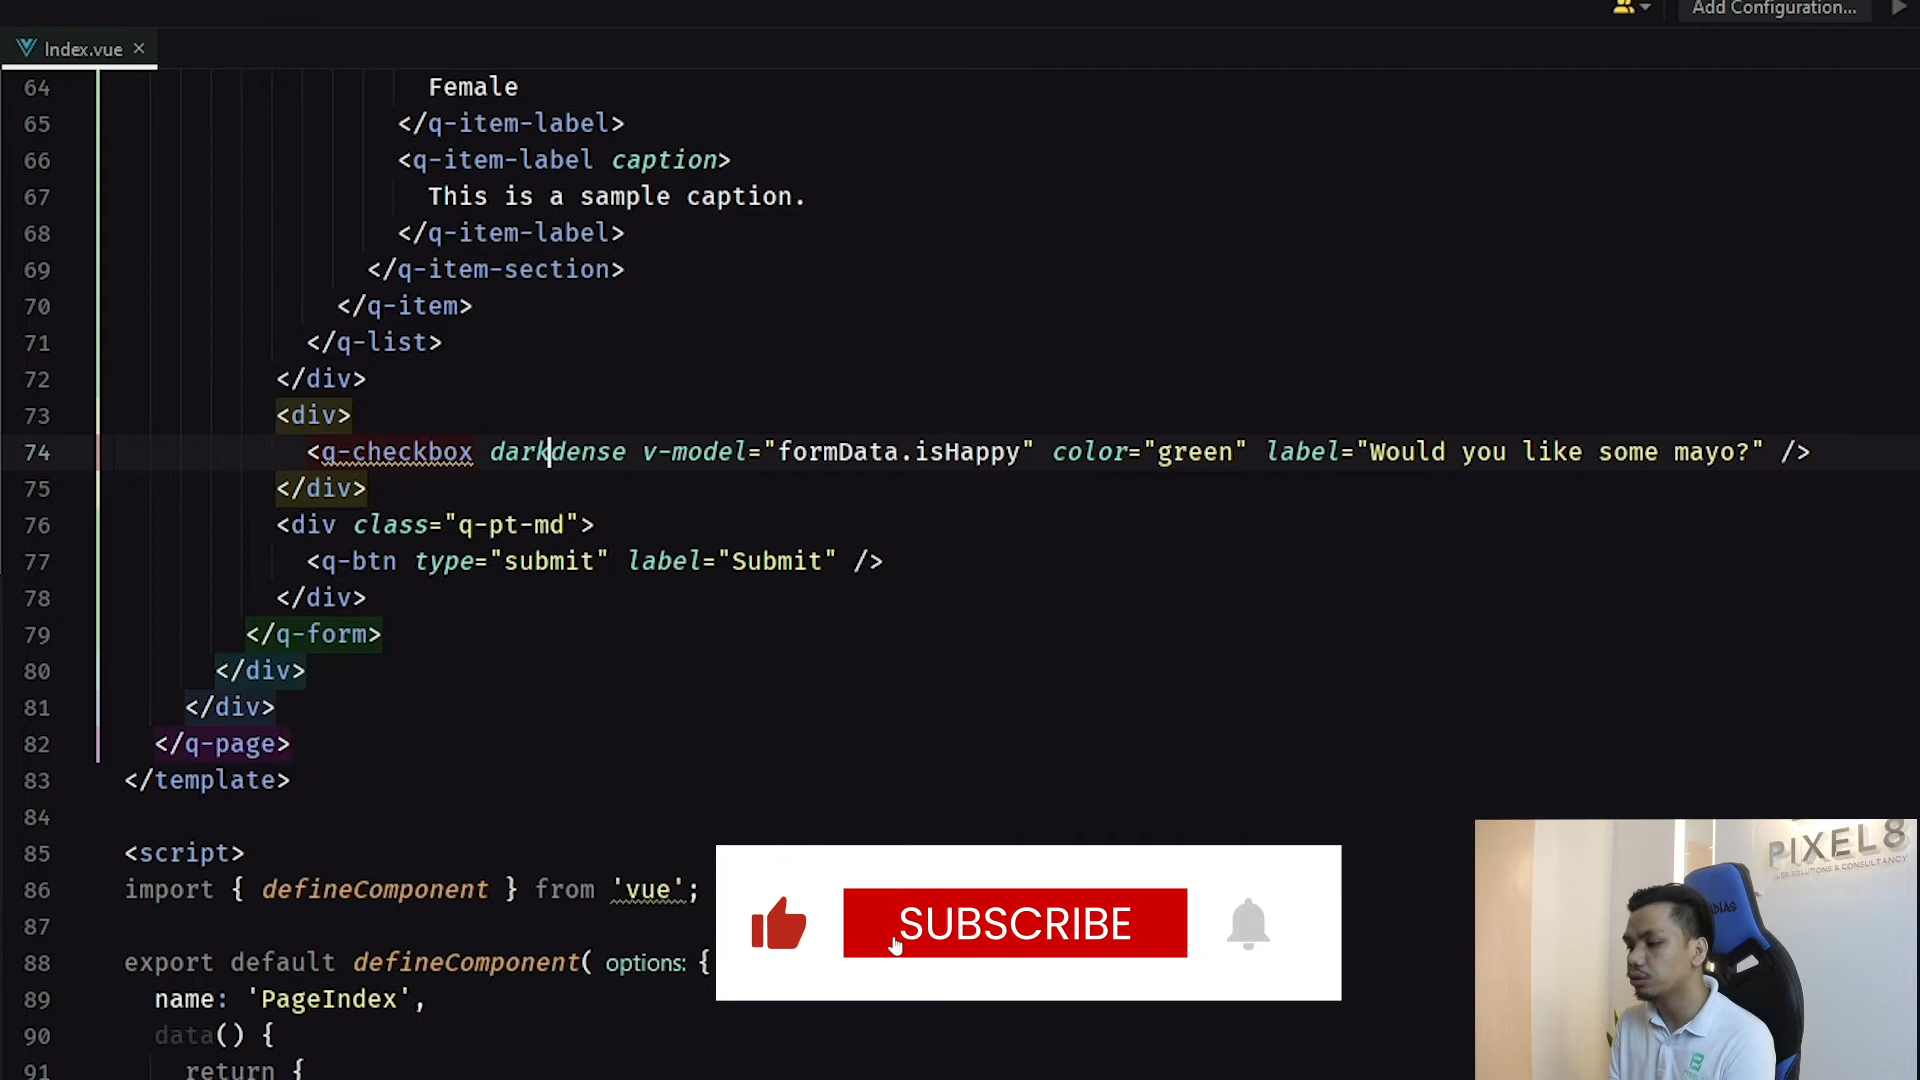 Add Configuration...
Index.vue
64 Female
65 </q-item-label>
66 <q-item-label caption>
67 This is a sample caption.
68 </q-item-label>
69 </q-item-section>
70 </q-item>
71 </q-list>
72 </div>
73 <div>
74 <q-checkbox darkdense v-model="formData.isHappy" color="green" label="Would you like some mayo?" />
75 </div>
76 <div class="q-pt-md">
77 <q-btn type="submit" label="Submit" />
78 </div>
79 </q-form>
80 </div>
81 </div>
82 </q-page>
83 </template>
84
85 <script>
86 import { defineComponent } from 'vue';
87
88 export default defineComponent( options: {
89 name: 'PageIndex',
90 data() {
91 return {
SUBSCRIBE
PIXEL8
WEB SOLUTIONS & CONSULTANCY